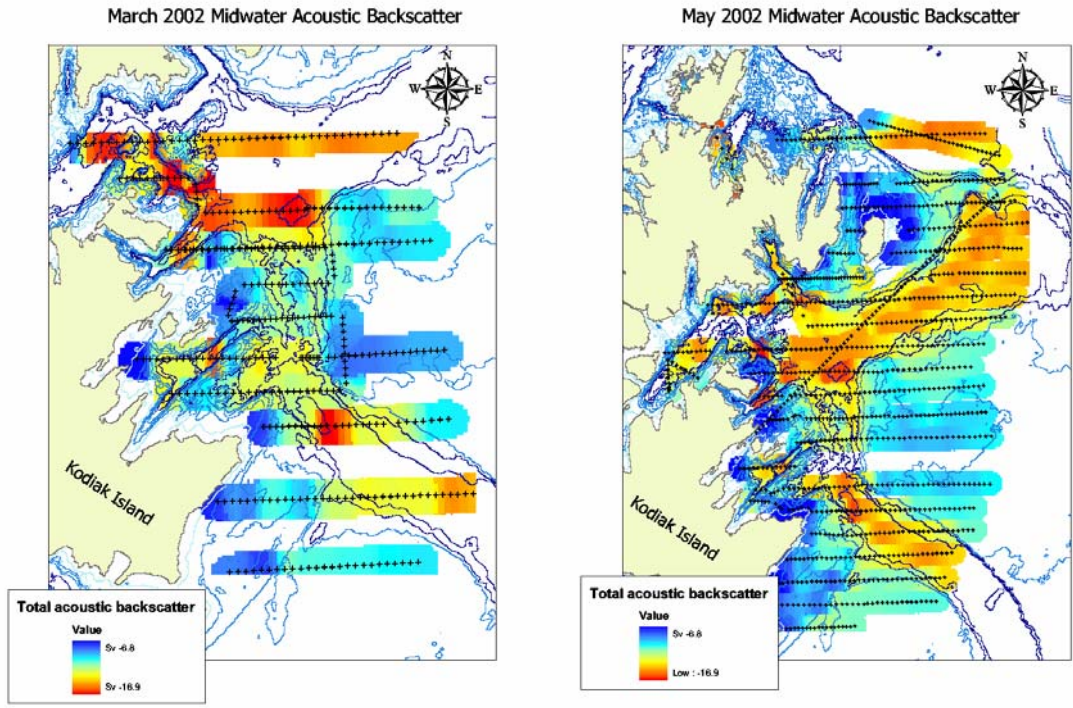 March 2002 Midwater Acoustic Backscatter
N
W E
S
Kodiak Island
Total acoustic backscatter
Value
Sv -6.8
Sv -16.9
May 2002 Midwater Acoustic Backscatter
N
W E
S
Kodiak Island
Total acoustic backscatter
Value
Sv -6.8
Low : -16.9